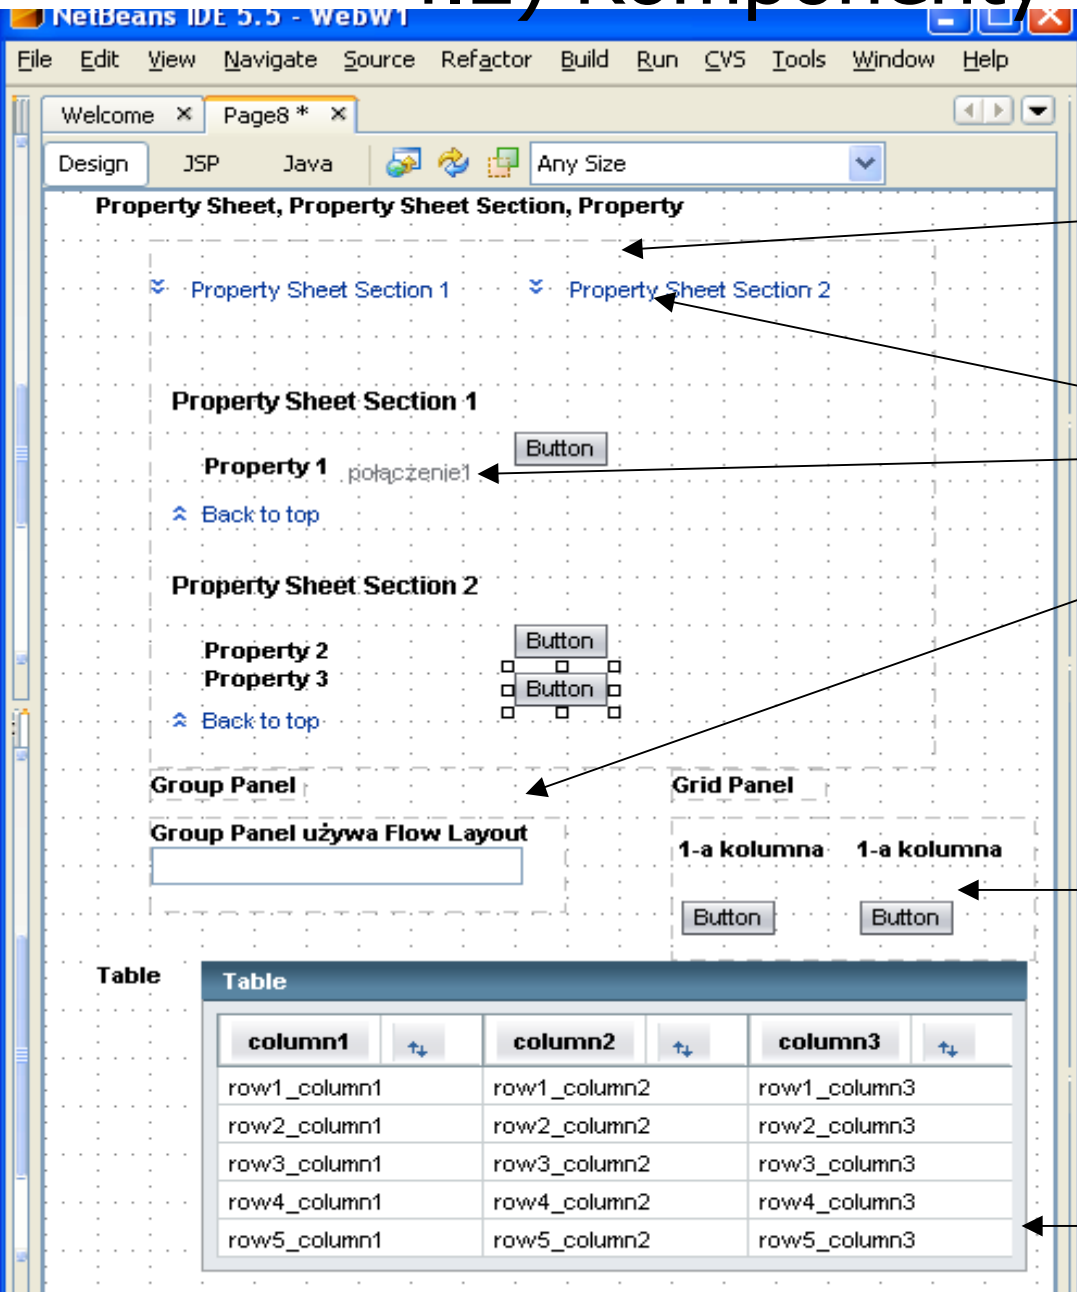 Komponenty
NetBeans IDE 5.5 - WebW1
File Edit View Navigate Source Refactor Build Run CVS Tools Window Help
Welcome Page8 *
Design JSP Java Any Size
Property Sheet, Property Sheet Section, Property
Property Sheet Section 1 Property Sheet Section 2
Property Sheet Section 1
Button
Property 1 połączenie1
Back to top
Property Sheet Section 2
Button
Property 2
Property 3
Button
Back to top
Group Panel Grid Panel
Group Panel używa Flow Layout
1-a kolumna 1-a kolumna
Button Button
Table
Table
column1 column2 column3
row1_column1 row1_column2 row1_column3
row2_column1 row2_column2 row2_column3
row3_column1 row3_column2 row3_column3
row4_column1 row4_column2 row4_column3
row5_column1 row5_column2 row5_column3